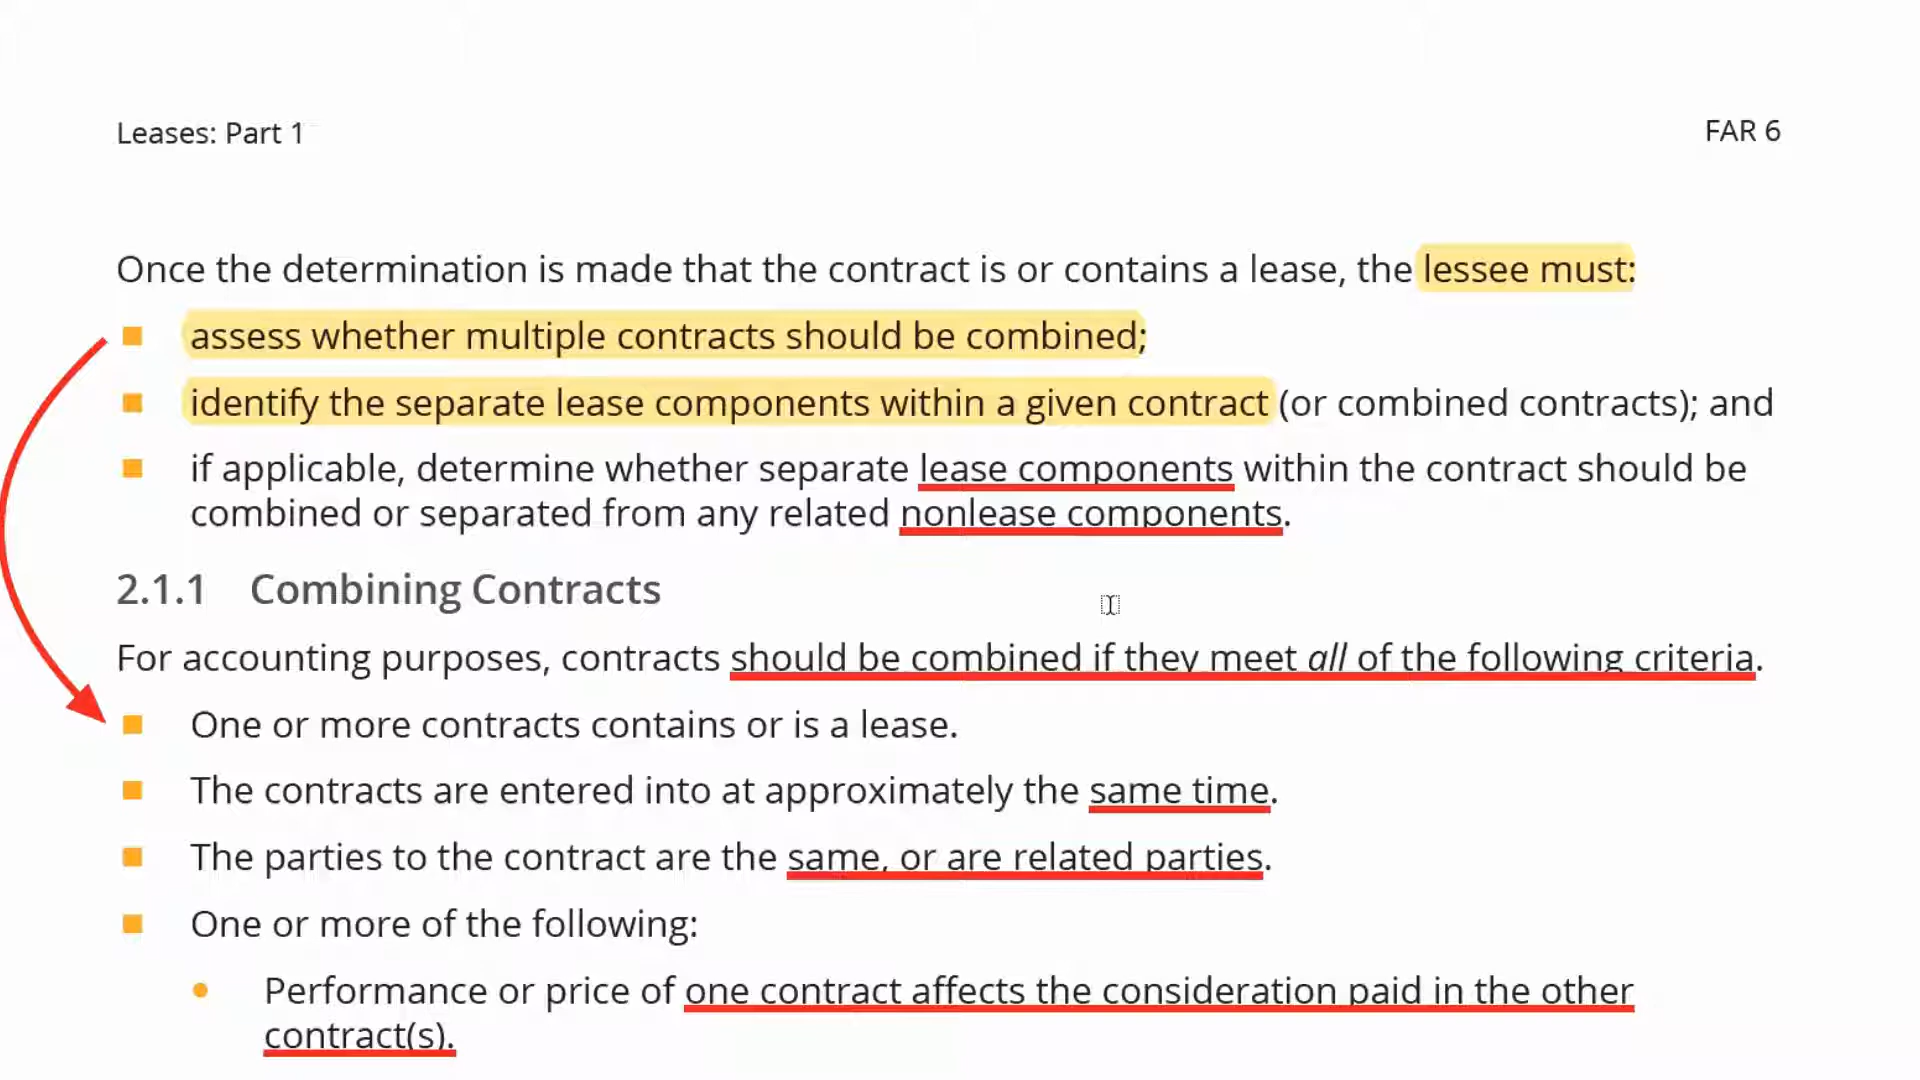 Leases: Part 1
FAR 6
Once the determination is made that the contract is or contains a lease, the lessee must:
assess whether multiple contracts should be combined;
identify the separate lease components within a given contract (or combined contracts); and
if applicable, determine whether separate lease components within the contract should be
combined or separated from any related nonlease components.
2.1.1 Combining Contracts
For accounting purposes, contracts should be combined if they meet all of the following criteria.
One or more contracts contains or is a lease.
The contracts are entered into at approximately the same time.
The parties to the contract are the same, or are related parties.
One or more of the following:
Performance or price of one contract affects the consideration paid in the other
contract(s).